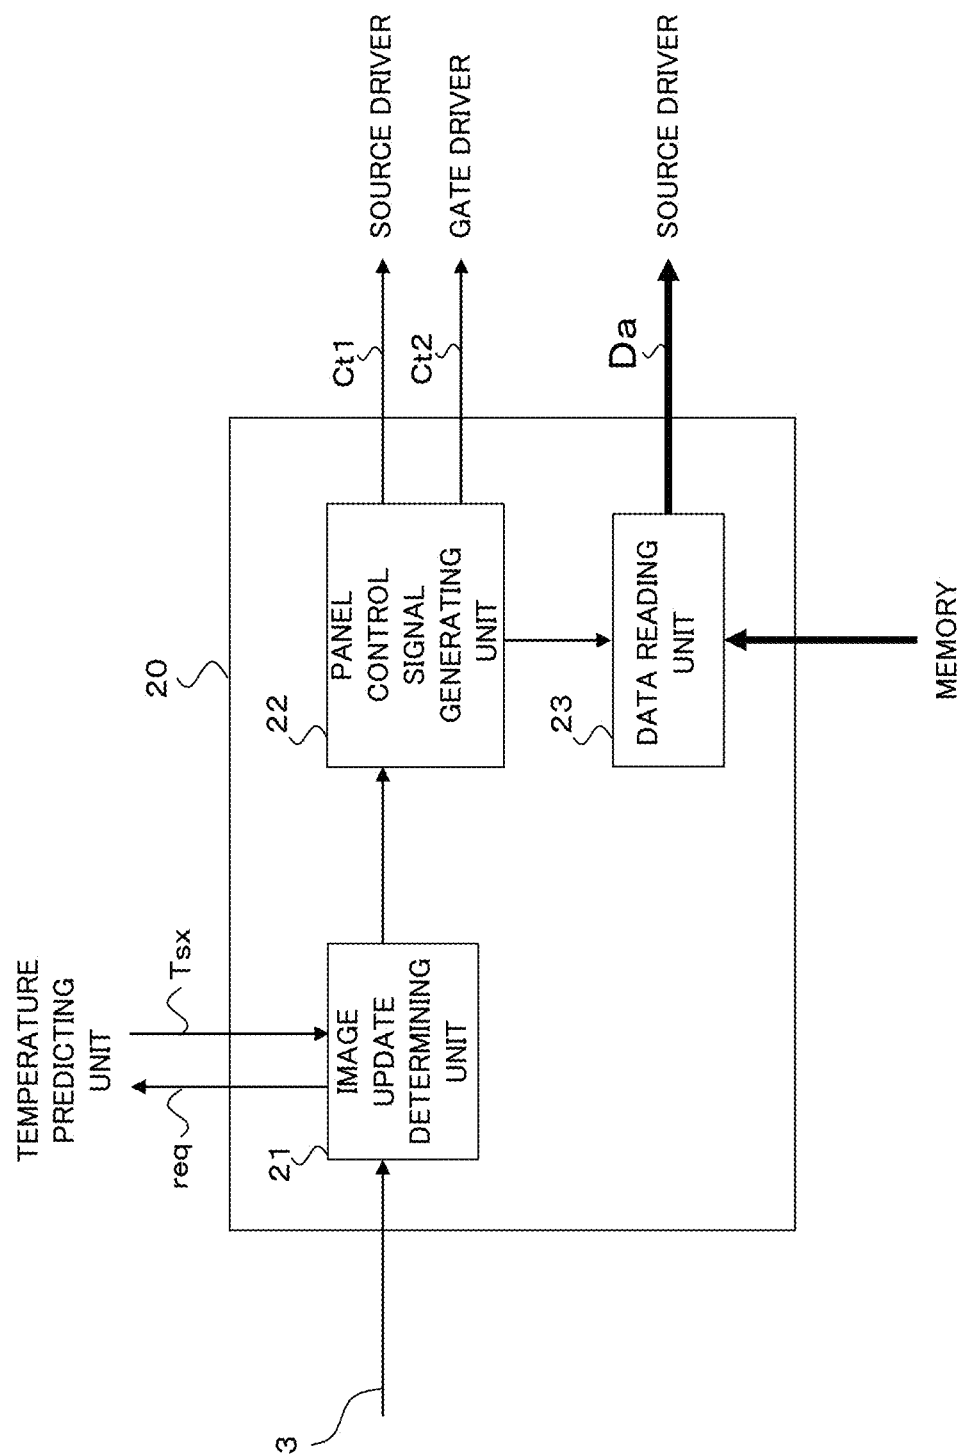 TEMPERATURE
PREDICTING
UNIT
req
Tsx
20
3
21
IMAGE
UPDATE
DETERMINING
UNIT
22
PANEL
CONTROL
SIGNAL
GENERATING
UNIT
Ct1
SOURCE DRIVER
Ct2
GATE DRIVER
23
DATA READING
UNIT
Da
SOURCE DRIVER
MEMORY